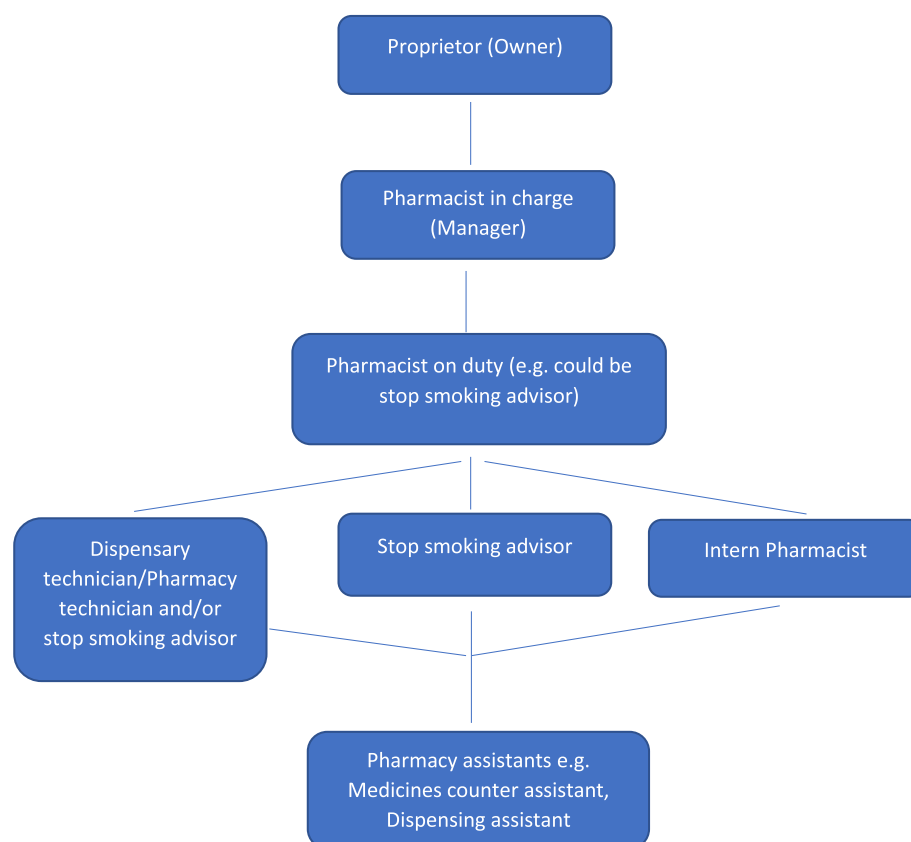 Proprietor (Owner)
Pharmacist in charge
(Manager)
Pharmacist on duty (e.g. could be
stop smoking advisor)
Dispensary
technician/Pharmacy
technician and/or
stop smoking advisor
Stop smoking advisor
Intern Pharmacist
Pharmacy assistants e.g.
Medicines counter assistant,
Dispensing assistant